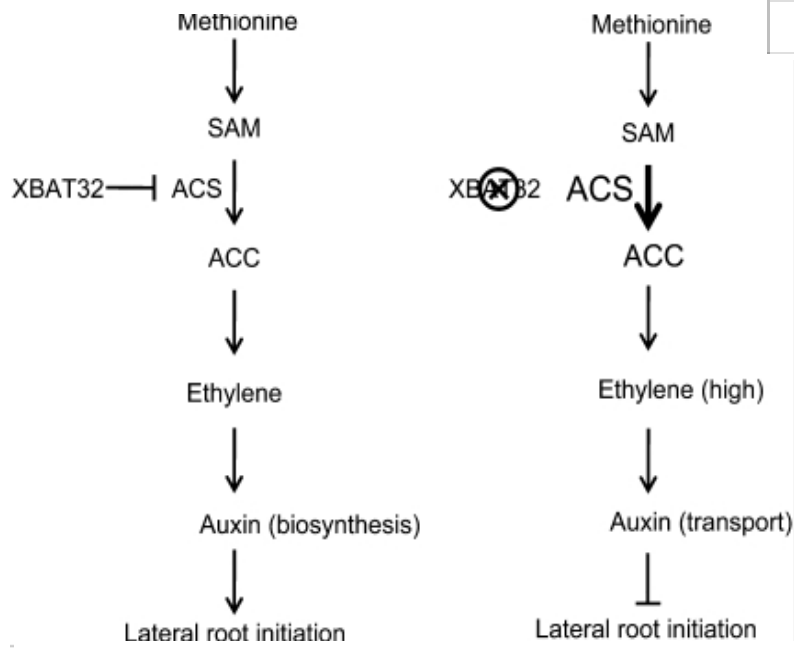 Methionine
SAM
XBAT32 ACS
ACC
Ethylene
Auxin (biosynthesis)
Lateral root initiation
Methionine
SAM
XBAT32 ACS
ACC
Ethylene (high)
Auxin (transport)
Lateral root initiation